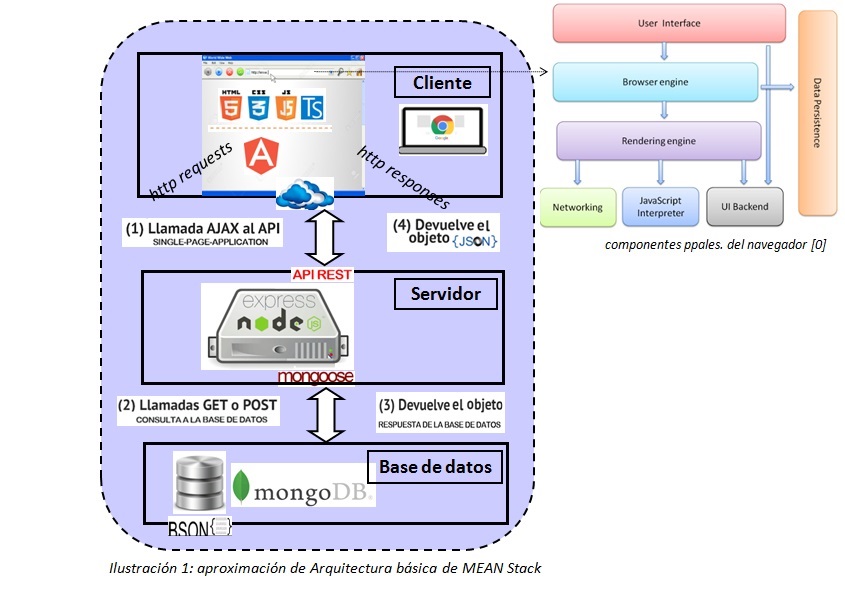 Cliente
HTML
CSS
JS
TS
5
3
JS
A
Google
http requests
http responses
(1) Llamada AJAX al API
SINGLE-PAGE-APPLICATION
(4) Devuelve el
objeto {JSON}
API REST
Servidor
express
node
JS
mongoose
(2) Llamadas GET o POST
CONSULTA A LA BASE DE DATOS
(3) Devuelve el objeto
RESPUESTA DE LA BASE DE DATOS
Base de datos
mongoDB®
BSON{}
Ilustración 1: aproximación de Arquitectura básica de MEAN Stack
User Interface
Browser engine
Rendering engine
Networking
JavaScript
Interpreter
UI Backend
Data Persistence
componentes ppales. del navegador [0]